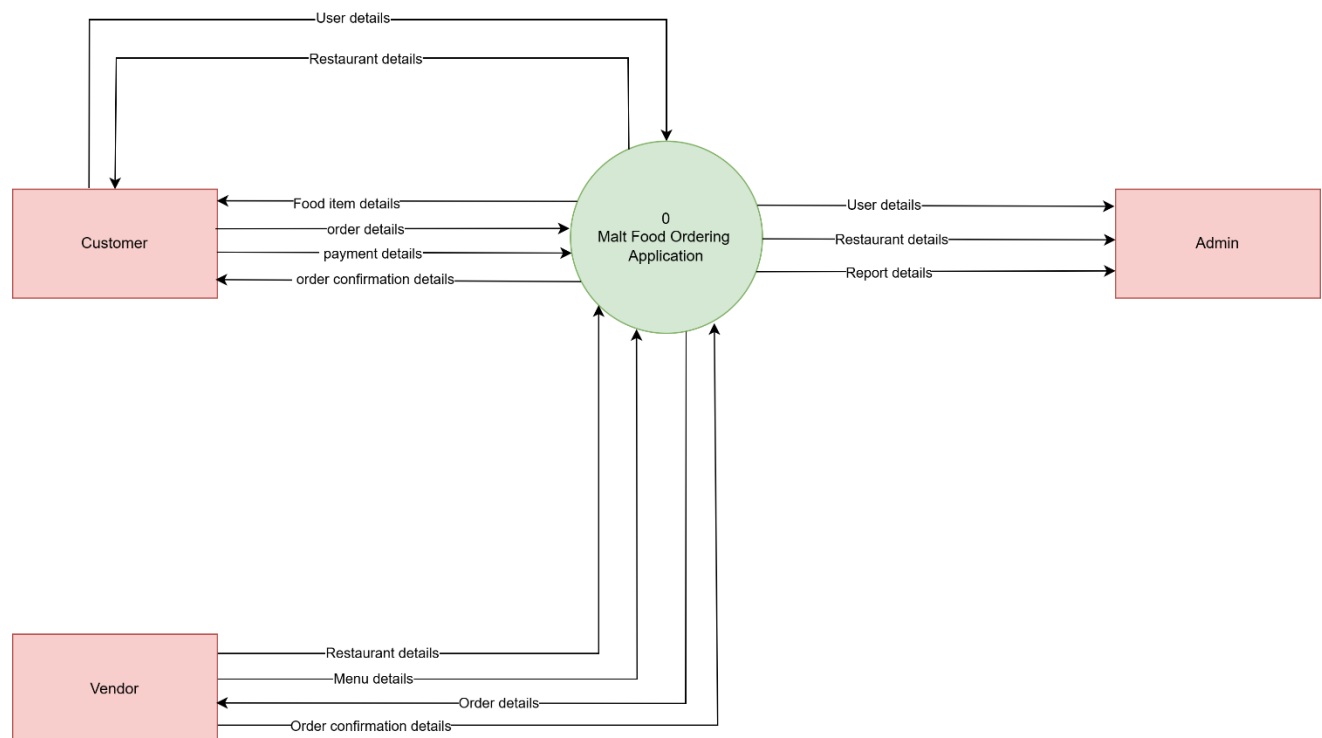 User details
Restaurant details
Food item details
order details
payment details
order confirmation details
Customer
0
Malt Food Ordering
Application
User details
Restaurant details
Report details
Admin
Vendor
Restaurant details
Menu details
Order details
Order confirmation details